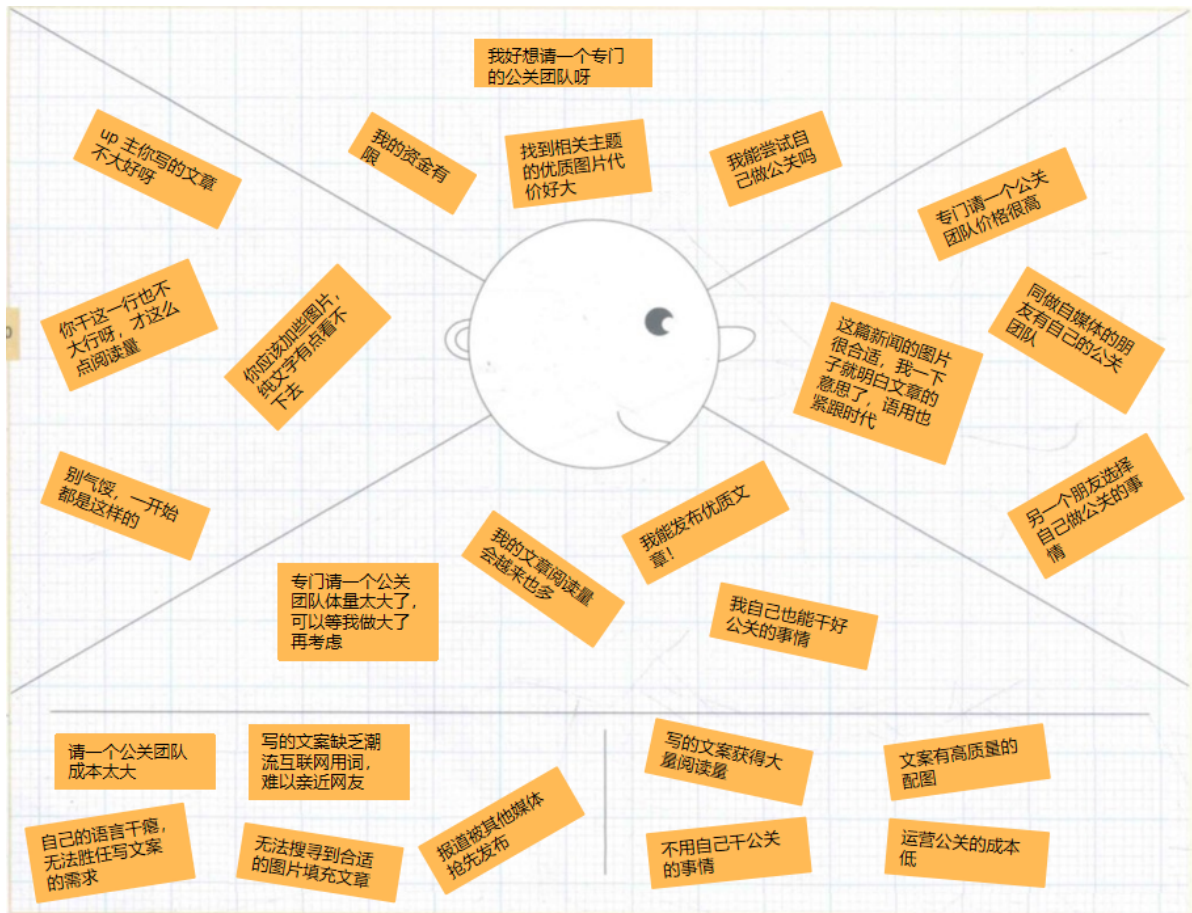 我好想请一个专门
的公关团队呀
up 主你写的文章
不大好呀
我的资金有
限
找到相关主题
的优质图片代
价好大
我能尝试自
己做公关吗
专门请一个公关
团队价格很高
你干这一行也不
大行呀，才这么
点阅读量
你应该加些图片，
纯文字有点看不
下去
这篇新闻的图片
很合适，我一下
子就明白文章的
意思了，语用也
紧跟时代
同做自媒体的朋
友有自己的公关
团队
别气馁，一开始
都是这样的
另一个朋友选择
自己做公关的事
情
专门请一个公关
团队体量太大了，
可以等我做大了
再考虑
我的文章阅读量
会越来也多
我能发布优质文
章！
我自己也能干好
公关的事情
请一个公关团队
成本太大
写的文案缺乏潮
流互联网用词，
难以亲近网友
自己的语言干瘪，
无法胜任写文案
的需求
无法搜寻到合适
的图片填充文章
报道被其他媒体
抢先发布
写的文案获得大
量阅读量
文案有高质量的
配图
不用自己干公关
的事情
运营公关的成本
低